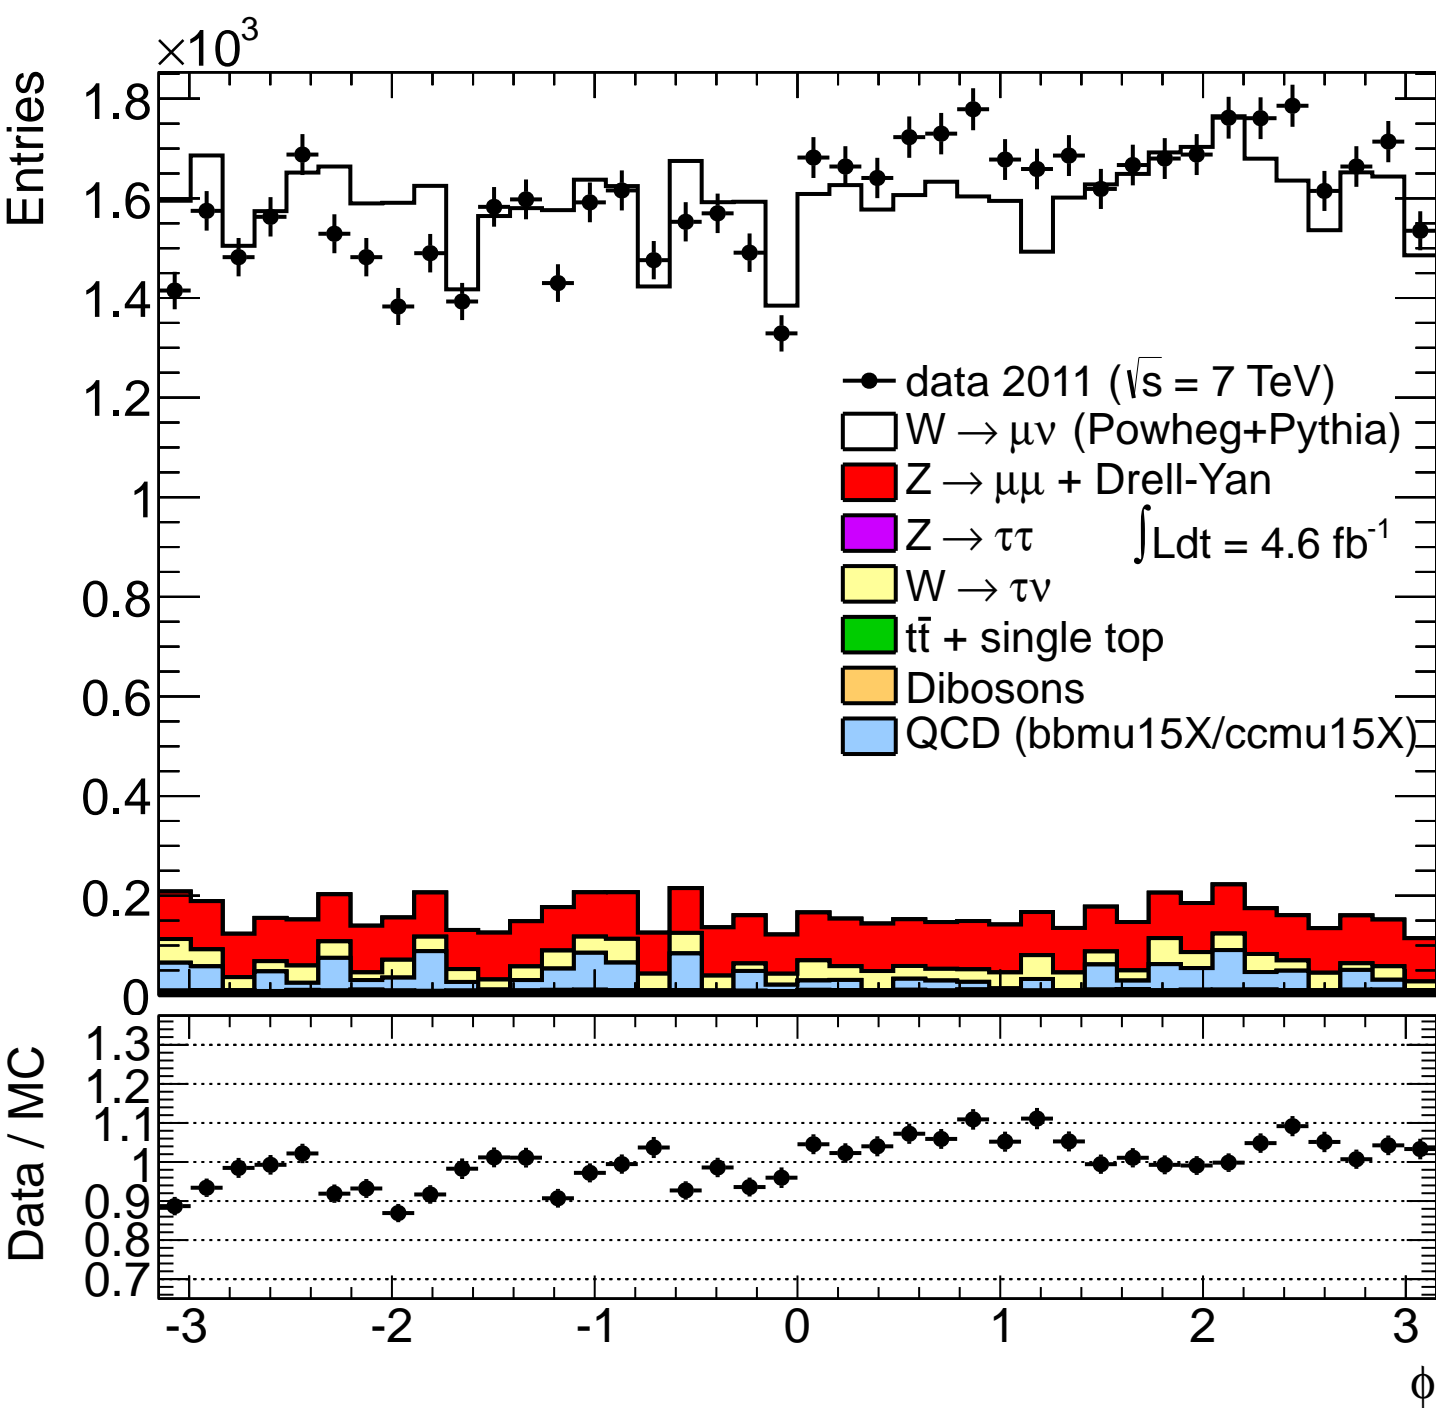 ×10³
Entries
1.8
1.6
1.4
1.2
1
0.8
0.6
0.4
0.2
0
data 2011 (√s = 7 TeV)
W → μν (Powheg+Pythia)
Z → μμ + Drell-Yan
Z → ττ
∫Ldt = 4.6 fb⁻¹
W → τν
tt̄ + single top
Dibosons
QCD (bbmu15X/ccmu15X)
Data / MC
1.3
1.2
1.1
1
0.9
0.8
0.7
-3 -2 -1 0 1 2 3
ϕ